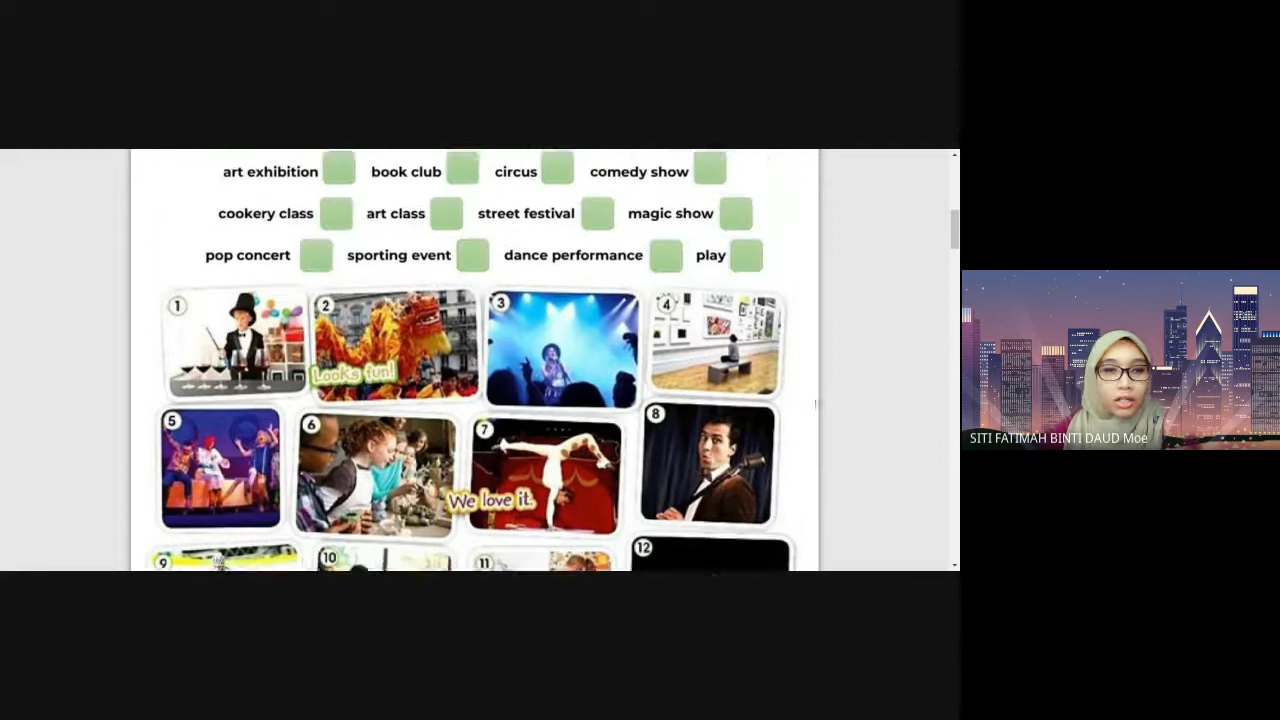 art exhibition book club circus comedy show
cookery class art class street festival magic show
pop concert sporting event dance performance play
1 2 3 4
Looks fun!
5 6 7 8
We love it.
SITI FATIMAH BINTI DAUD Moe
9 10 11 12